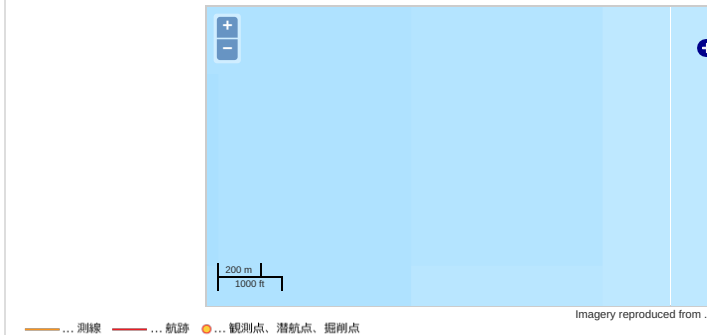 +
−
200 m
1000 ft
Imagery reproduced from .
... 測線 ... 航跡 ... 観測点、潜航点、掘削点